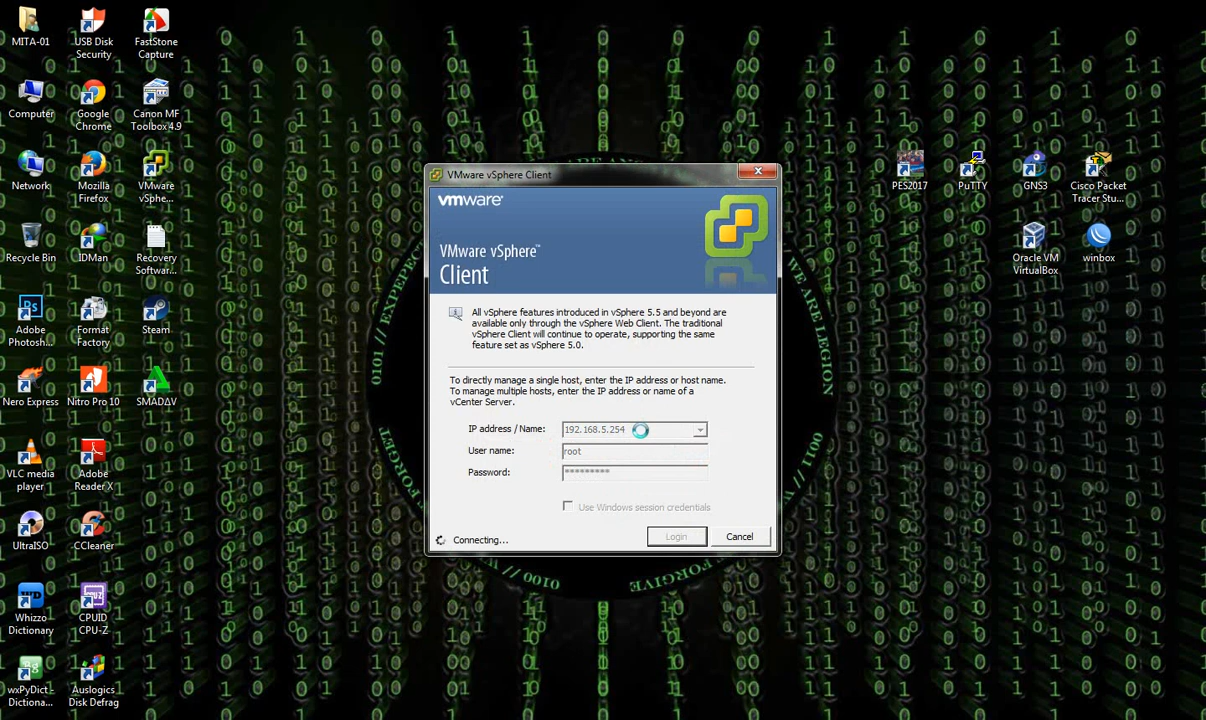 MITA-01
USB Disk
Security
FastStone
Capture
Computer
Google
Chrome
Canon MF
Toolbox 4.9
Network
Mozilla
Firefox
VMware
vSphe...
Recycle Bin
IDMan
Recovery
Softwar...
Adobe
Photosh...
Format
Factory
Steam
Nero Express
Nitro Pro 10
SMADAV
VLC media
player
Adobe
Reader X
UltraISO
CCleaner
Whizzo
Dictionary
CPUID
CPU-Z
wxPyDict -
Dictiona...
Auslogics
Disk Defrag
PES2017
PuTTY
GNS3
Cisco Packet
Tracer Stu...
Oracle VM
VirtualBox
winbox
VMware vSphere Client
vmware®
VMware vSphere™
Client
All vSphere features introduced in vSphere 5.5 and beyond are
available only through the vSphere Web Client. The traditional
vSphere Client will continue to operate, supporting the same
feature set as vSphere 5.0.
To directly manage a single host, enter the IP address or host name.
To manage multiple hosts, enter the IP address or name of a
vCenter Server.
IP address / Name: 192.168.5.254
User name: root
Password: *********
Use Windows session credentials
Connecting...
Login
Cancel
WE ARE LEGION
0101 // EXPEC
FORGET
0100 // W
FORGIVE